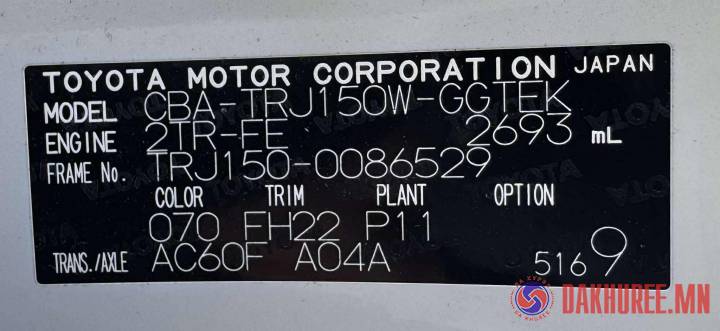 TOYOTA MOTOR CORPORATION JAPAN
MODEL CBA-TRJ150W-GGTEK
ENGINE 2TR-FE 2693 mL
FRAME No. TRJ150-0086529
COLOR TRIM PLANT OPTION
070 EH22 P11
TRANS./AXLE AC60F A04A 5169
DAKHUREE.MN